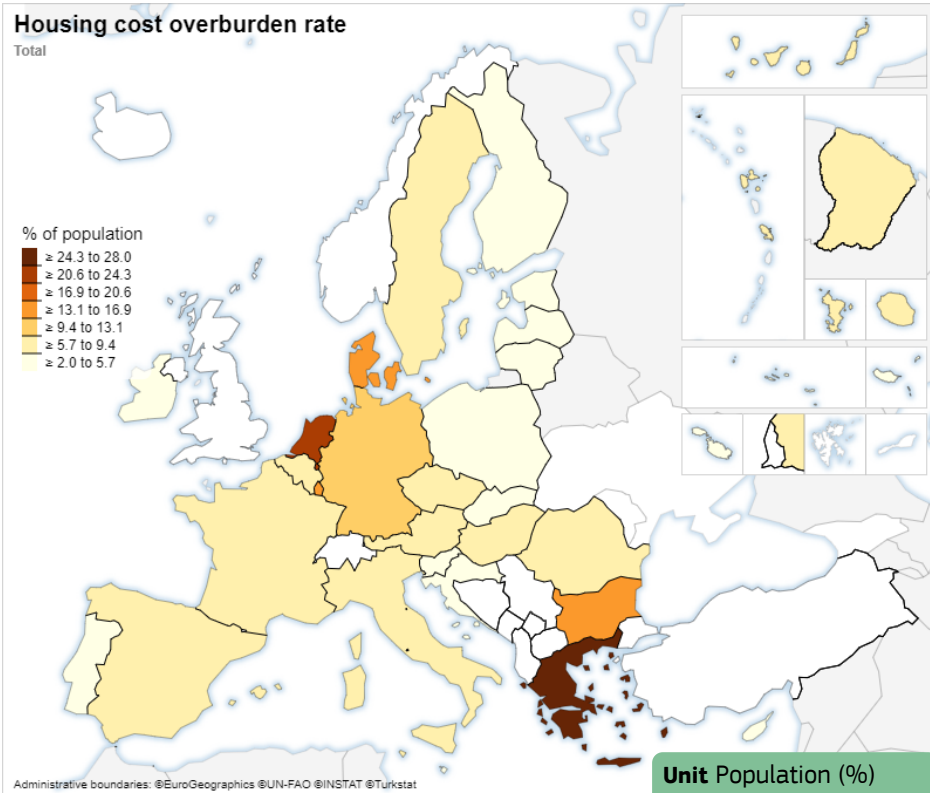 Housing cost overburden rate
Total
% of population
≥ 24.3 to 28.0
≥ 20.6 to 24.3
≥ 16.9 to 20.6
≥ 13.1 to 16.9
≥ 9.4 to 13.1
≥ 5.7 to 9.4
≥ 2.0 to 5.7
Administrative boundaries: ©EuroGeographics ©UN-FAO ©INSTAT ©Turkstat
Unit Population (%)